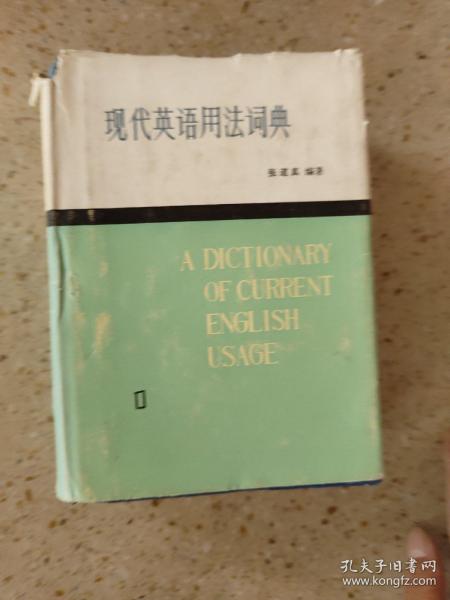 现代英语用法词典
张道真 编著
A DICTIONARY
OF CURRENT
ENGLISH
USAGE
孔夫子旧书网
www.kongfz.com